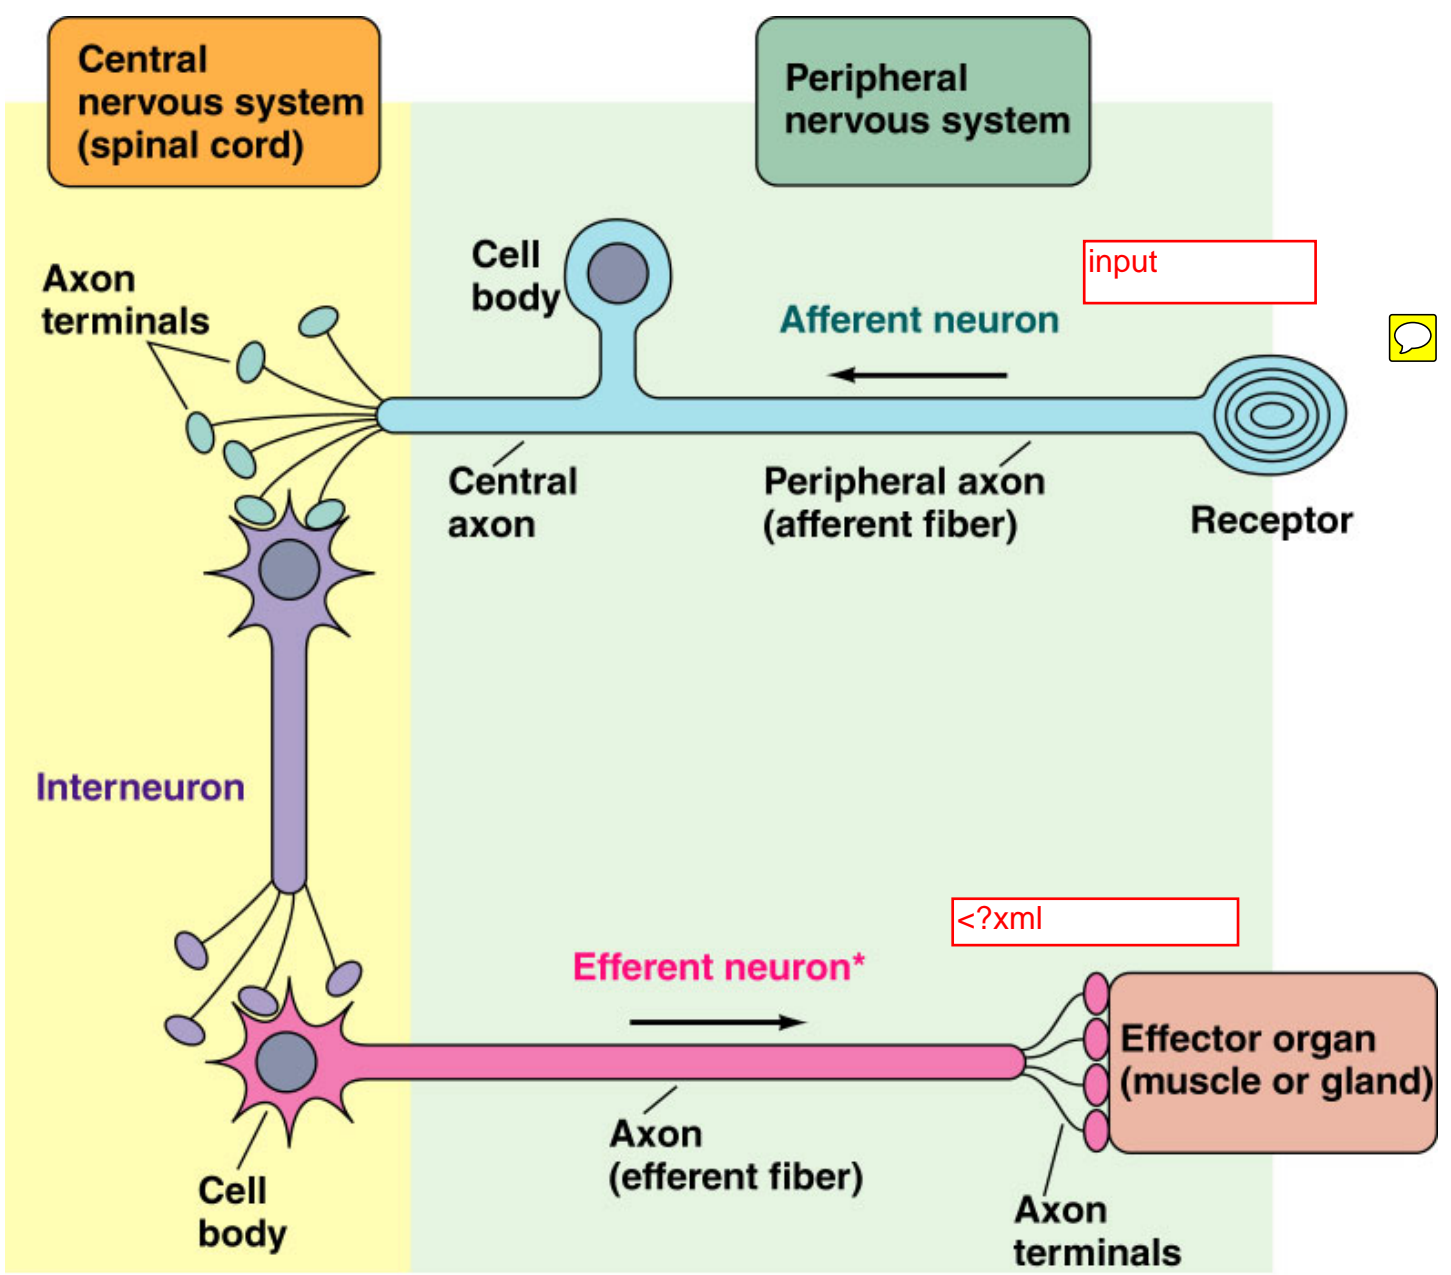 Central
nervous system
(spinal cord)
Peripheral
nervous system
Cell
body
input
Axon
terminals
Afferent neuron
Central
axon
Peripheral axon
(afferent fiber)
Receptor
Interneuron
<?xml
Efferent neuron*
Effector organ
(muscle or gland)
Axon
(efferent fiber)
Cell
body
Axon
terminals